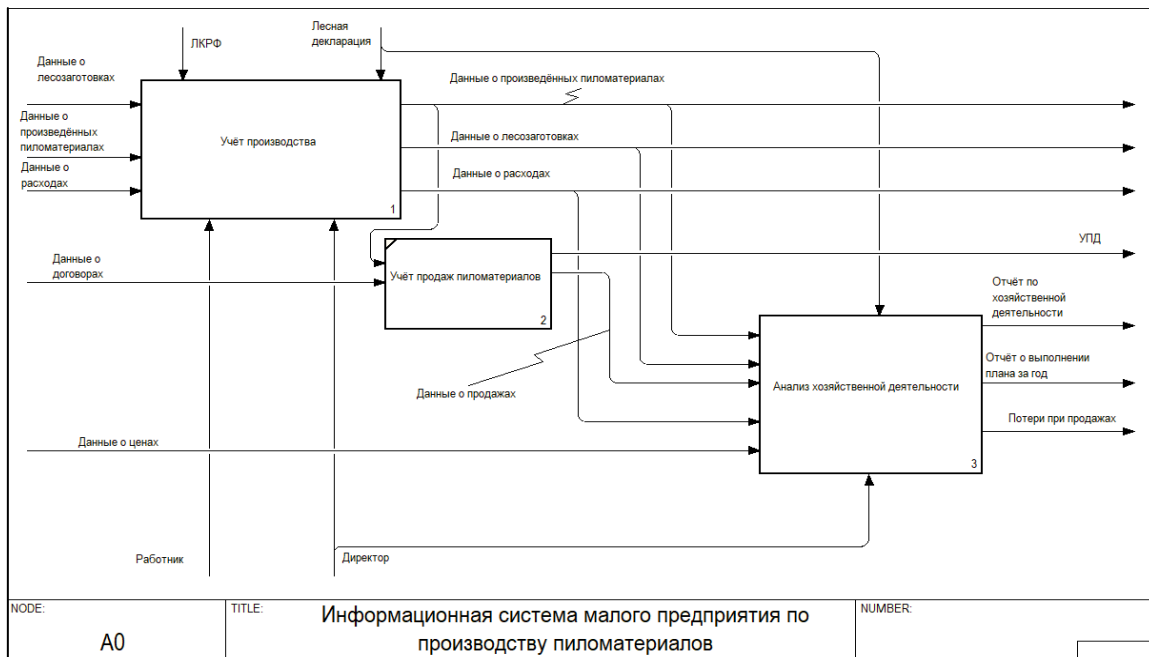 ЛКРФ
Лесная
декларация
Данные о
лесозаготовках
Данные о произведённых пиломатериалах
Данные о
произведённых
пиломатериалах
Учёт производства
Данные о лесозаготовках
Данные о
расходах
Данные о расходах
1
УПД
Данные о
договорах
Учёт продаж пиломатериалов
2
Отчёт по
хозяйственной
деятельности
Отчёт о выполнении
плана за год
Анализ хозяйственной деятельности
Данные о продажах
Потери при продажах
Данные о ценах
3
Работник
Директор
NODE:
A0
TITLE:
Информационная система малого предприятия по
производству пиломатериалов
NUMBER: